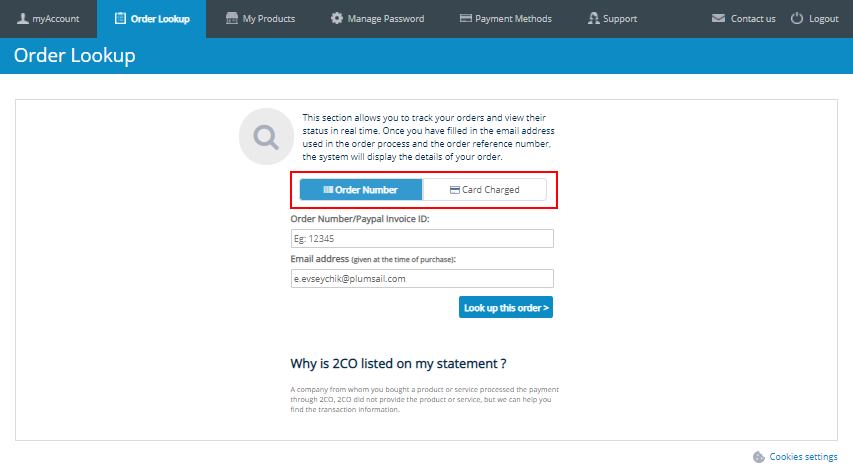 myAccount
Order Lookup
My Products
Manage Password
Payment Methods
Support
Contact us
Logout
Order Lookup
This section allows you to track your orders and view their
status in real time. Once you have filled in the email address
used in the order process and the order reference number,
the system will display the details of your order.
Order Number
Card Charged
Order Number/Paypal Invoice ID:
Eg: 12345
Email address (given at the time of purchase):
e.evseychik@plumsail.com
Look up this order >
Why is 2CO listed on my statement ?
A company from whom you bought a product or service processed the payment
through 2CO, 2CO did not provide the product or service, but we can help you
find the transaction information.
Cookies settings